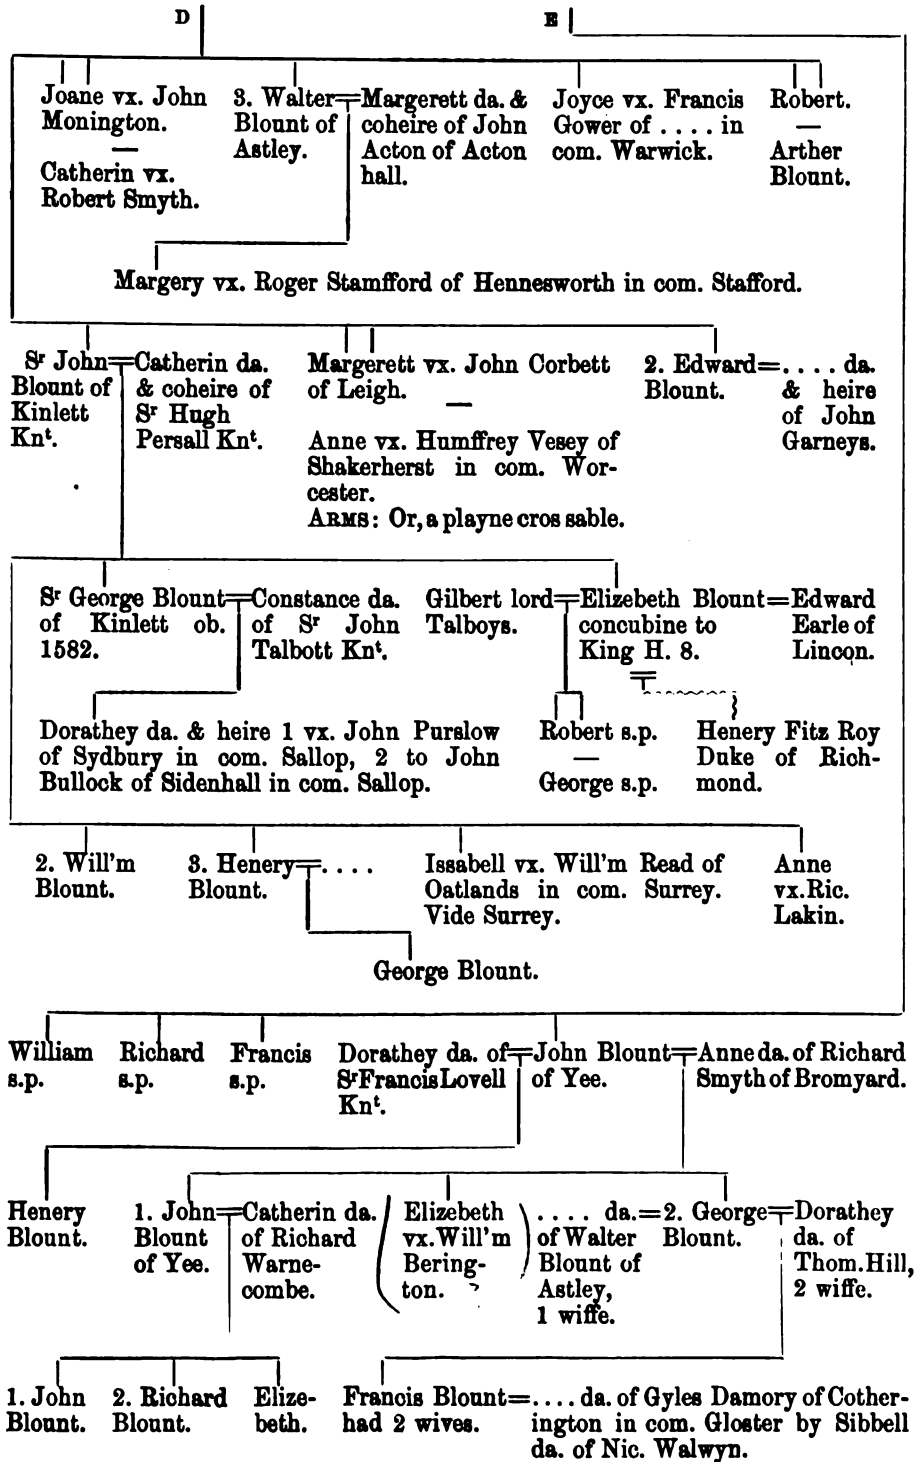 D
E
Joane vx. John
Monington.
—
Catherin vx.
Robert Smyth.
3. Walter
Blount of
Astley.
Margerett da. &
coheire of John
Acton of Acton
hall.
Joyce vx. Francis
Gower of .... in
com. Warwick.
Robert.
—
Arther
Blount.
Margery vx. Roger Stamfford of Hennesworth in com. Stafford.
Sr John
Blount of
Kinlett
Knt.
Catherin da.
& coheire of
Sr Hugh
Persall Knt.
Margerett vx. John Corbett
of Leigh.
—
Anne vx. Humffrey Vesey of
Shakerherst in com. Wor-
cester.
ARMS: Or, a playne cros sable.
2. Edward=
Blount.
.... da.
& heire
of John
Garneys.
Sr George Blount
of Kinlett ob.
1582.
Constance da.
of Sr John
Talbott Knt.
Gilbert lord
Talboys.
Elizebeth Blount=
concubine to
King H. 8.
Edward
Earle of
Lincon.
Dorathey da. & heire 1 vx. John Purslow
of Sydbury in com. Sallop, 2 to John
Bullock of Sidenhall in com. Sallop.
Robert s.p.
—
George s.p.
Henery Fitz Roy
Duke of Rich-
mond.
2. Will'm
Blount.
3. Henery
Blount.
....
Issabell vx. Will'm Read of
Oatlands in com. Surrey.
Vide Surrey.
Anne
vx. Ric.
Lakin.
George Blount.
William
s.p.
Richard
s.p.
Francis
s.p.
Dorathey da. of
Sr Francis Lovell
Knt.
John Blount
of Yee.
Anne da. of Richard
Smyth of Bromyard.
Henery
Blount.
1. John
Blount
of Yee.
Catherin da.
of Richard
Warne-
combe.
(Elizebeth
vx. Will'm
Bering-
ton. ?)
.... da.=
of Walter
Blount of
Astley,
1 wiffe.
2. George
Blount.
Dorathey
da. of
Thom. Hill,
2 wiffe.
1. John
Blount.
2. Richard
Blount.
Elize-
beth.
Francis Blount=
had 2 wives.
.... da. of Gyles Damory of Cother-
ington in com. Gloster by Sibbell
da. of Nic. Walwyn.